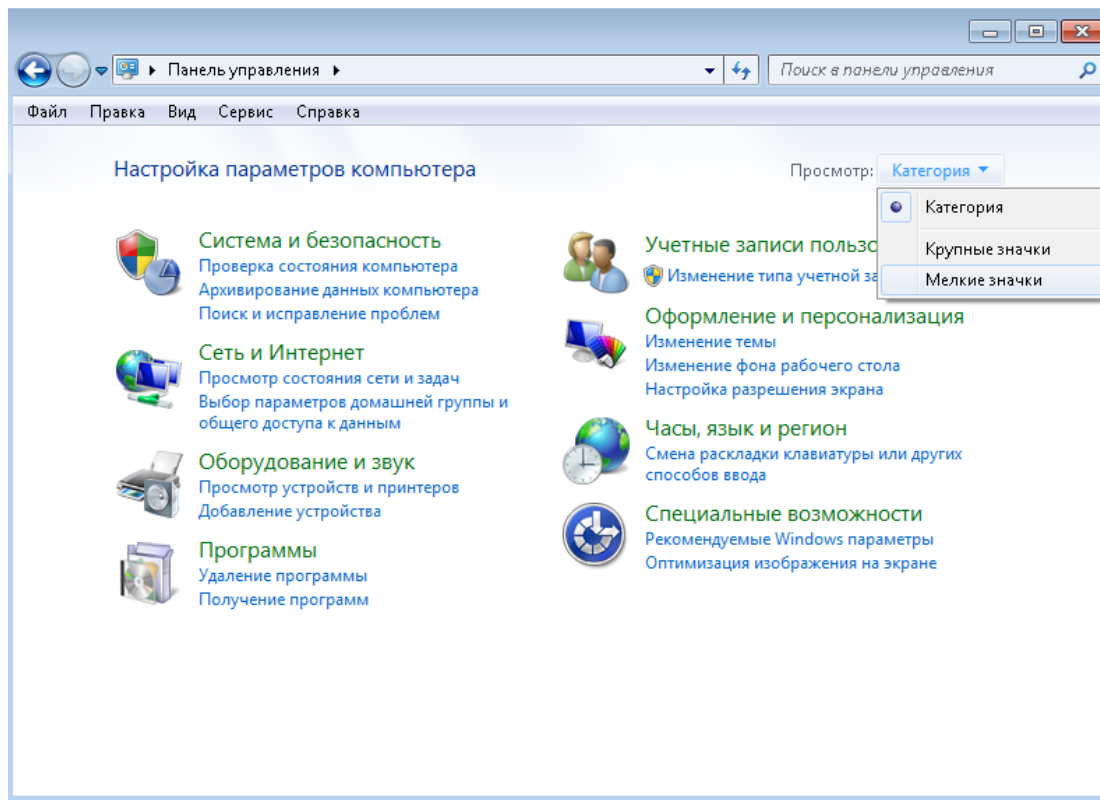 Панель управления
Поиск в панели управления
Файл Правка Вид Сервис Справка
Настройка параметров компьютера
Просмотр: Категория
Категория
Крупные значки
Мелкие значки
Система и безопасность
Проверка состояния компьютера
Архивирование данных компьютера
Поиск и исправление проблем
Сеть и Интернет
Просмотр состояния сети и задач
Выбор параметров домашней группы и
общего доступа к данным
Оборудование и звук
Просмотр устройств и принтеров
Добавление устройства
Программы
Удаление программы
Получение программ
Учетные записи
Изменение типа учетной
Оформление и персонализация
Изменение темы
Изменение фона рабочего стола
Настройка разрешения экрана
Часы, язык и регион
Смена раскладки клавиатуры или других
способов ввода
Специальные возможности
Рекомендуемые Windows параметры
Оптимизация изображения на экране